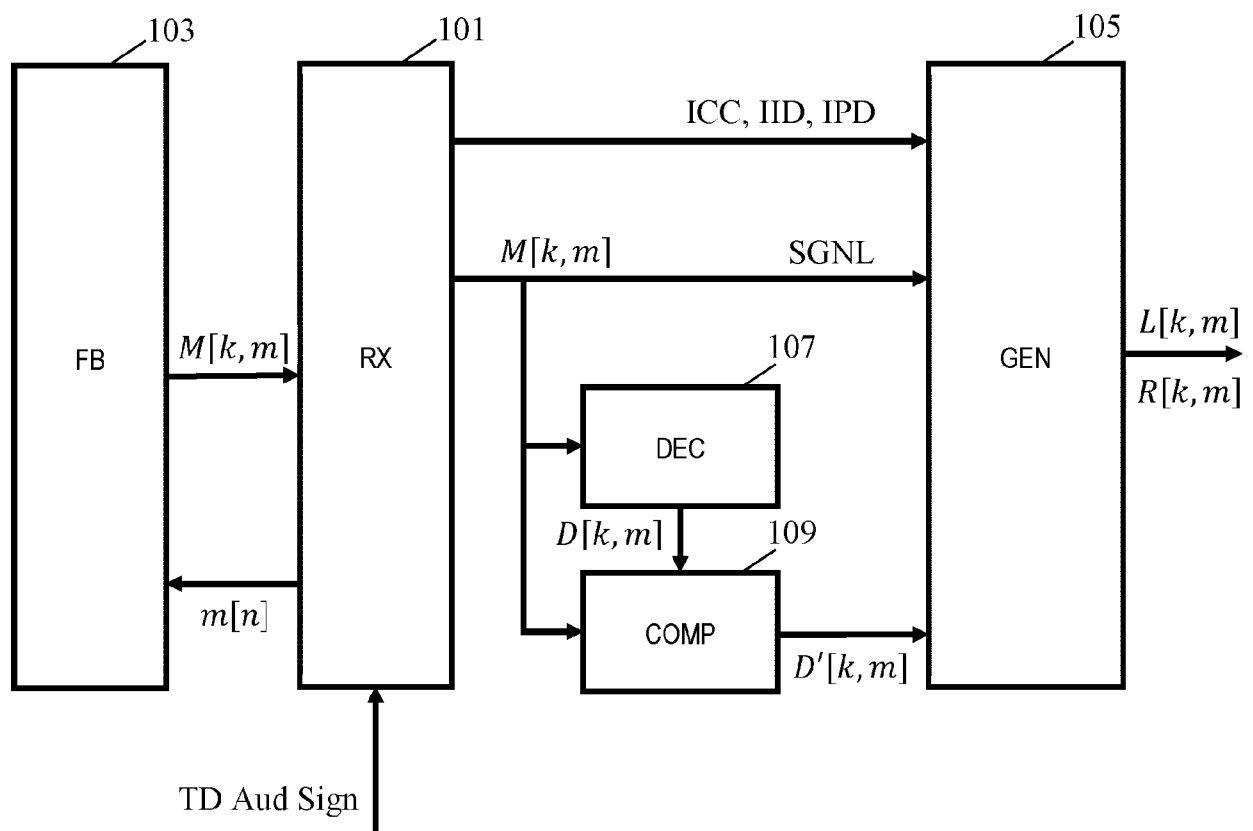 103
101
105
ICC, IID, IPD
M[k, m]
SGNL
FB
M[k, m]
RX
107
GEN
L[k, m]
R[k, m]
DEC
D[k, m]
109
m[n]
COMP
D′[k, m]
TD Aud Sign